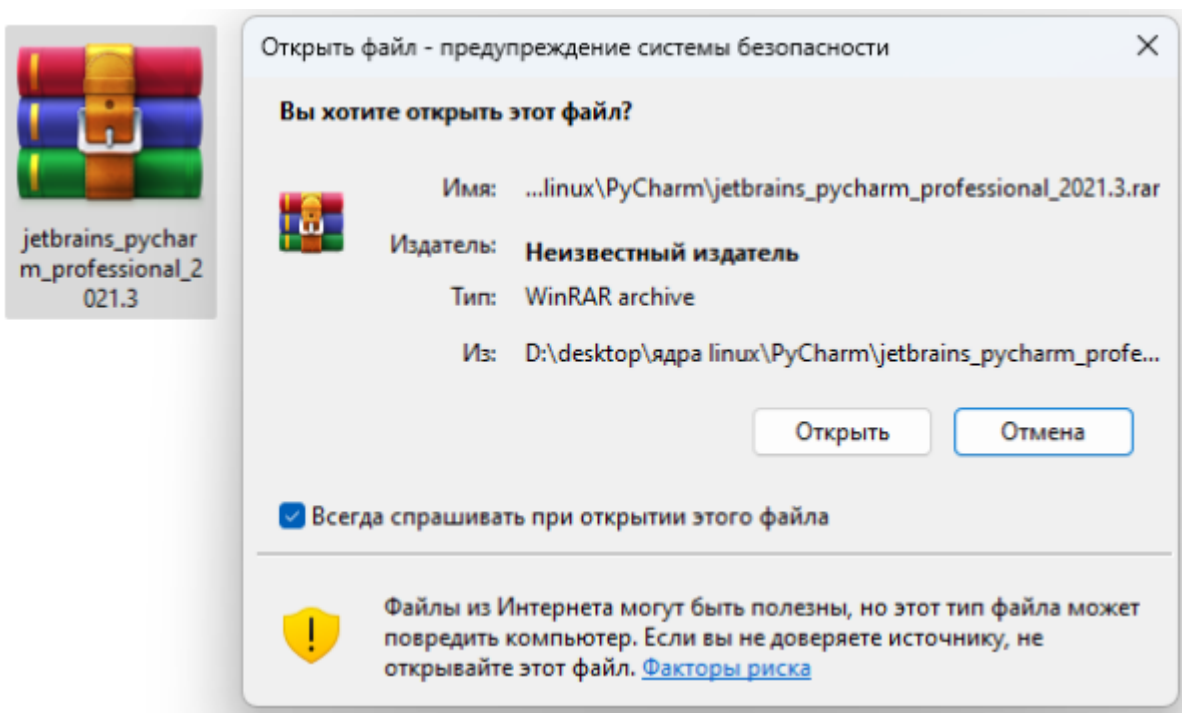 jetbrains_pychar
m_professional_2
021.3
Открыть файл - предупреждение системы безопасности
Вы хотите открыть этот файл?
Имя: ...linux\PyCharm\jetbrains_pycharm_professional_2021.3.rar
Издатель: Неизвестный издатель
Тип: WinRAR archive
Из: D:\desktop\ядра linux\PyCharm\jetbrains_pycharm_profe...
Открыть Отмена
Всегда спрашивать при открытии этого файла
Файлы из Интернета могут быть полезны, но этот тип файла может
повредить компьютер. Если вы не доверяете источнику, не
открывайте этот файл. Факторы риска